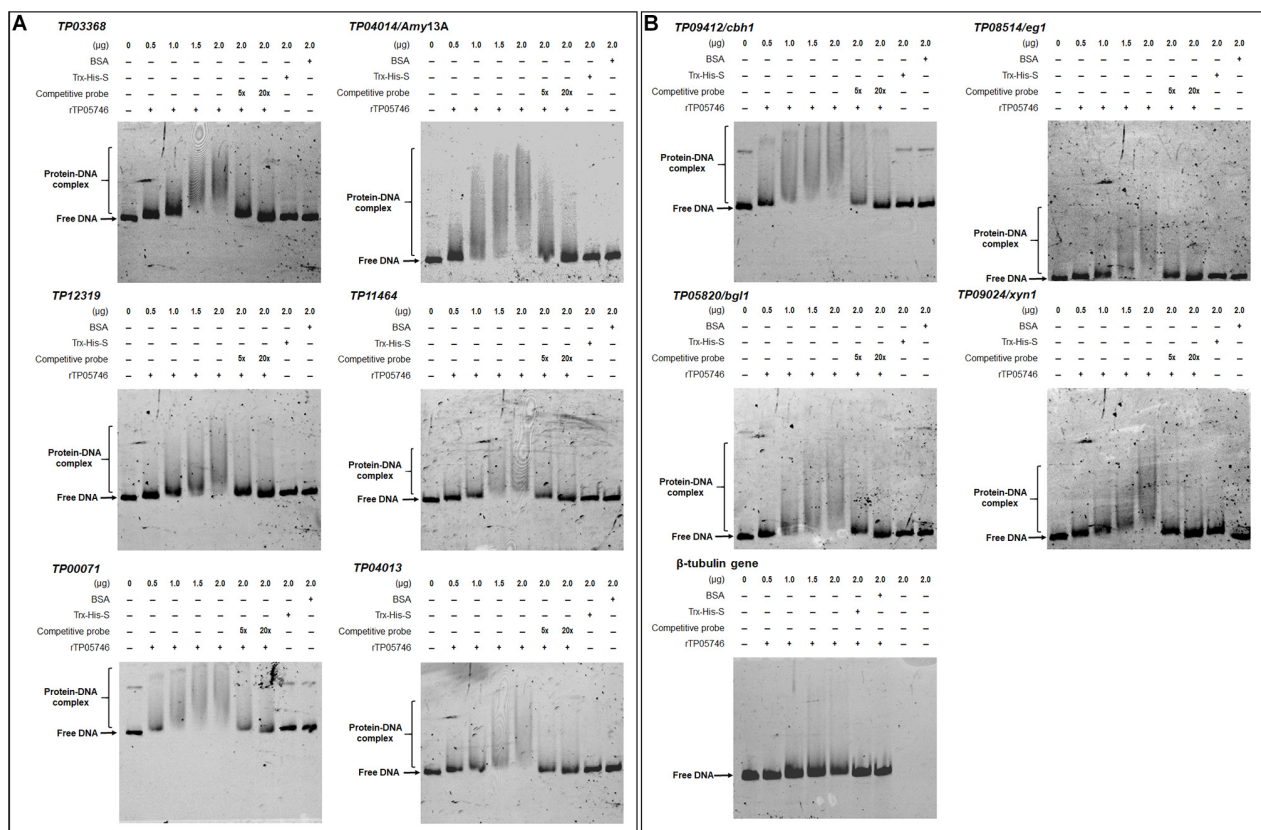 A
TP03368
(µg) 0 0.5 1.0 1.5 2.0 2.0 2.0 2.0 2.0
BSA – – – – – – – – +
Trx-His-S – – – – – – – + –
Competitive probe – – – – – 5x 20x – –
rTP05746 – + + + + + + – –
Protein-DNA
complex
Free DNA
TP04014/Amy13A
(µg) 0 0.5 1.0 1.5 2.0 2.0 2.0 2.0 2.0
BSA – – – – – – – – +
Trx-His-S – – – – – – – + –
Competitive probe – – – – – 5x 20x – –
rTP05746 – + + + + + + – –
Protein-DNA
complex
Free DNA
TP12319
(µg) 0 0.5 1.0 1.5 2.0 2.0 2.0 2.0 2.0
BSA – – – – – – – – +
Trx-His-S – – – – – – – + –
Competitive probe – – – – – 5x 20x – –
rTP05746 – + + + + + + – –
Protein-DNA
complex
Free DNA
TP11464
(µg) 0 0.5 1.0 1.5 2.0 2.0 2.0 2.0 2.0
BSA – – – – – – – – +
Trx-His-S – – – – – – – + –
Competitive probe – – – – – 5x 20x – –
rTP05746 – + + + + + + – –
Protein-DNA
complex
Free DNA
TP00071
(µg) 0 0.5 1.0 1.5 2.0 2.0 2.0 2.0 2.0
BSA – – – – – – – – +
Trx-His-S – – – – – – – + –
Competitive probe – – – – – 5x 20x – –
rTP05746 – + + + + + + – –
Protein-DNA
complex
Free DNA
TP04013
(µg) 0 0.5 1.0 1.5 2.0 2.0 2.0 2.0 2.0
BSA – – – – – – – – +
Trx-His-S – – – – – – – + –
Competitive probe – – – – – 5x 20x – –
rTP05746 – + + + + + + – –
Protein-DNA
complex
Free DNA
B
TP09412/cbh1
(µg) 0 0.5 1.0 1.5 2.0 2.0 2.0 2.0 2.0
BSA – – – – – – – – +
Trx-His-S – – – – – – – + –
Competitive probe – – – – – 5x 20x – –
rTP05746 – + + + + + + – –
Protein-DNA
complex
Free DNA
TP08514/eg1
(µg) 0 0.5 1.0 1.5 2.0 2.0 2.0 2.0 2.0
BSA – – – – – – – – +
Trx-His-S – – – – – – – + –
Competitive probe – – – – – 5x 20x – –
rTP05746 – + + + + + + – –
Protein-DNA
complex
Free DNA
TP05820/bgl1
(µg) 0 0.5 1.0 1.5 2.0 2.0 2.0 2.0 2.0
BSA – – – – – – – – +
Trx-His-S – – – – – – – + –
Competitive probe – – – – – 5x 20x – –
rTP05746 – + + + + + + – –
Protein-DNA
complex
Free DNA
TP09024/xyn1
(µg) 0 0.5 1.0 1.5 2.0 2.0 2.0 2.0 2.0
BSA – – – – – – – – +
Trx-His-S – – – – – – – + –
Competitive probe – – – – – 5x 20x – –
rTP05746 – + + + + + + – –
Protein-DNA
complex
Free DNA
β-tubulin gene
(µg) 0 0.5 1.0 1.5 2.0 2.0 2.0 2.0 2.0
BSA – – – – – – + – –
Trx-His-S – – – – – + – – –
Competitive probe – – – – – – – – –
rTP05746 – + + + + + + – –
Free DNA